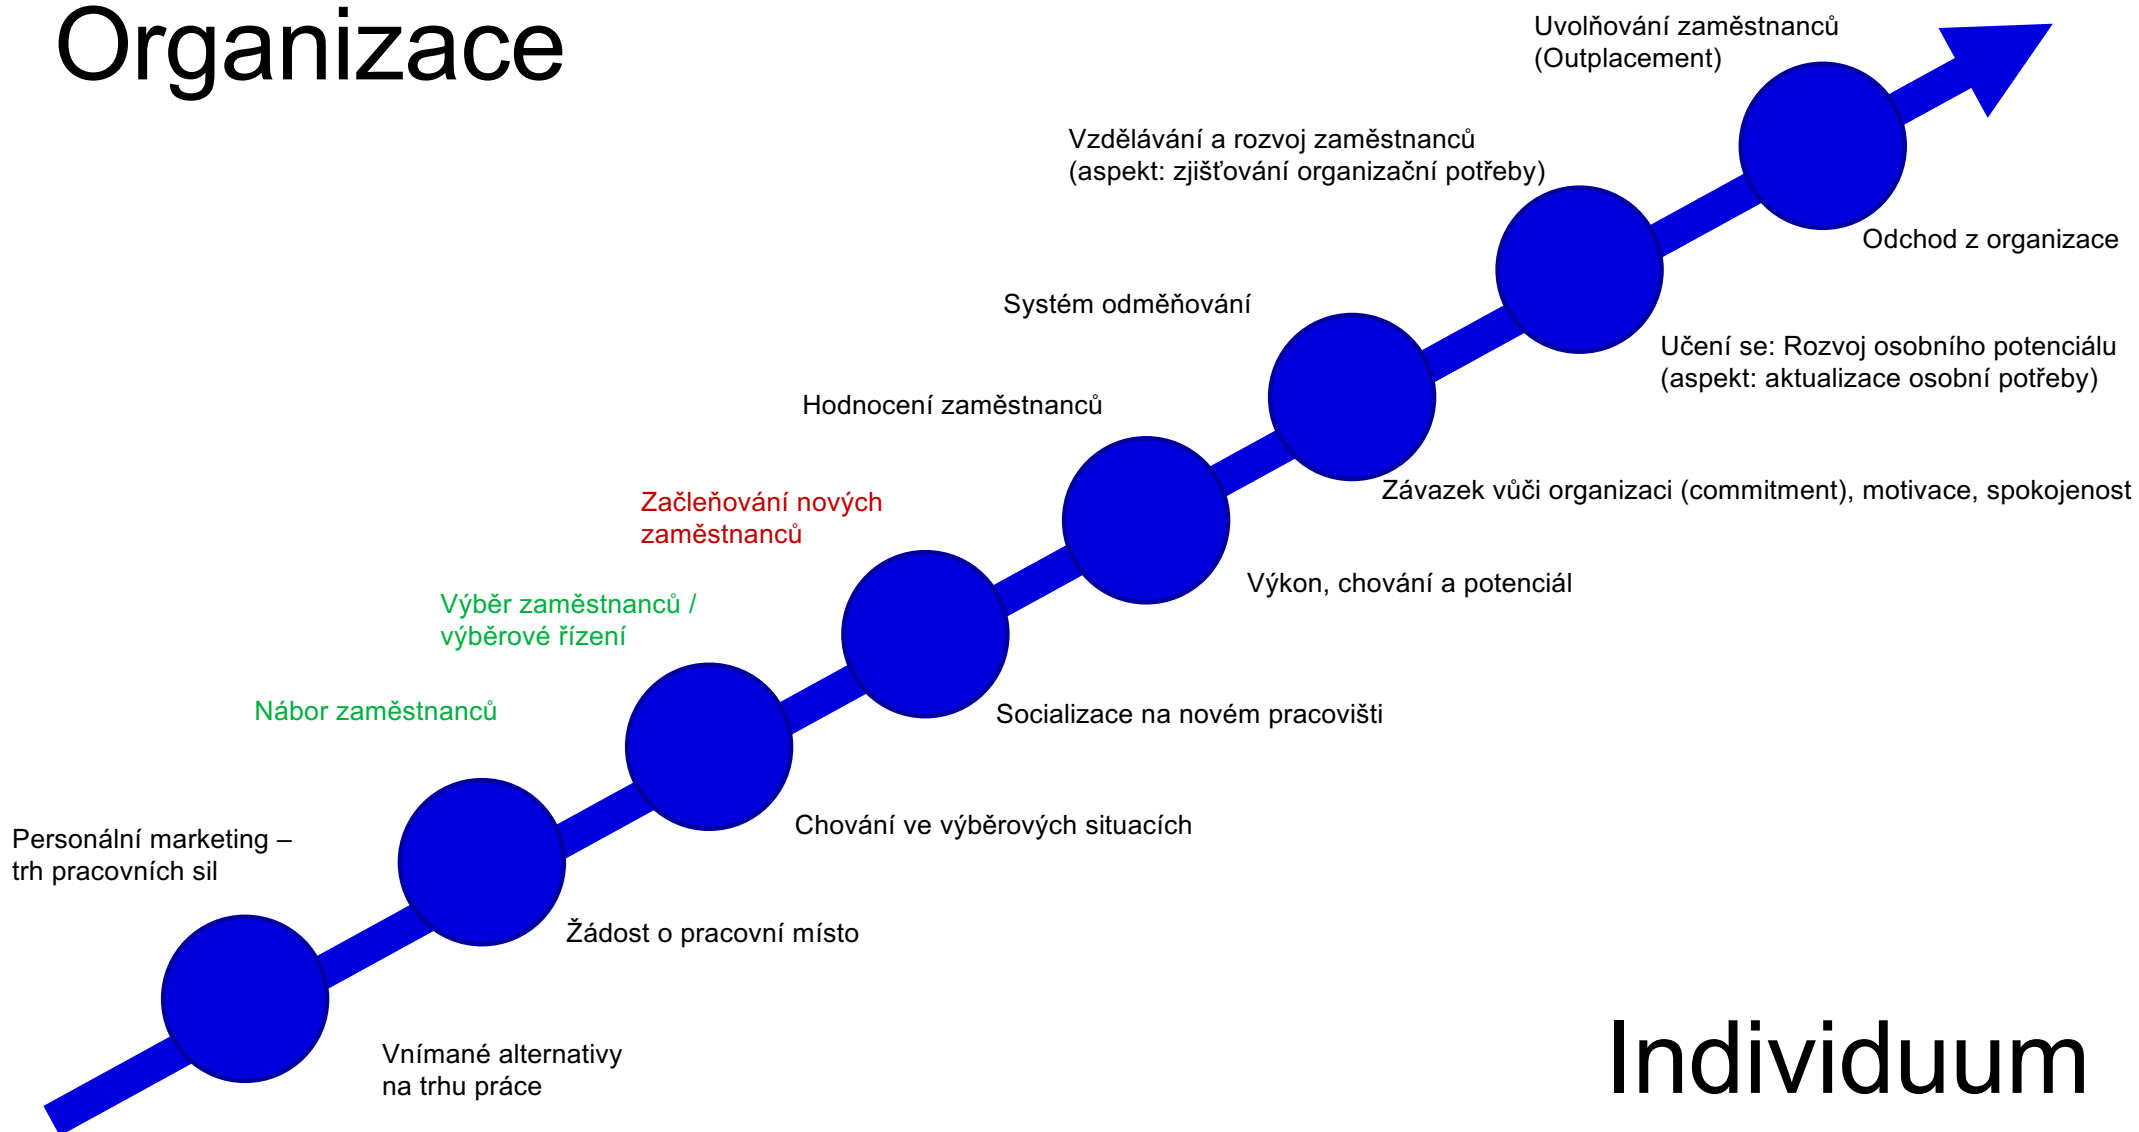 Organizace
Uvolňování zaměstnanců
(Outplacement)
Vzdělávání a rozvoj zaměstnanců
(aspekt: zjišťování organizační potřeby)
Odchod z organizace
Systém odměňování
Učení se: Rozvoj osobního potenciálu
(aspekt: aktualizace osobní potřeby)
Hodnocení zaměstnanců
Závazek vůči organizaci (commitment), motivace, spokojenost
Začleňování nových
zaměstnanců
Výkon, chování a potenciál
Výběr zaměstnanců /
výběrové řízení
Socializace na novém pracovišti
Nábor zaměstnanců
Chování ve výběrových situacích
Personální marketing –
trh pracovních sil
Žádost o pracovní místo
Vnímané alternativy
na trhu práce
Individuum